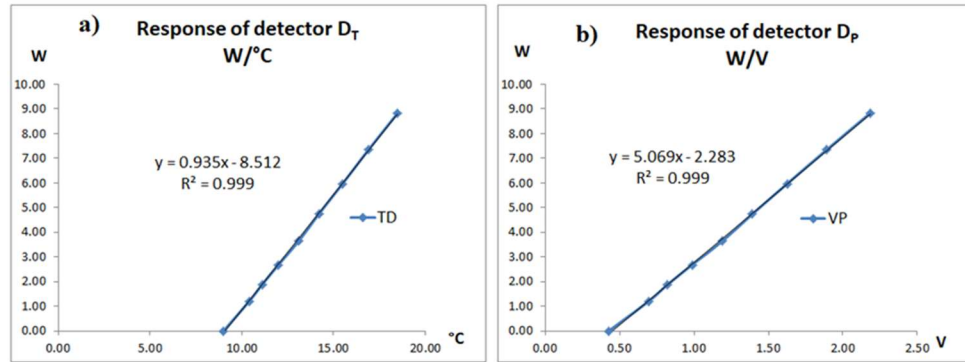 a)
Response of detector DT
W/°C
W
10.00
9.00
8.00
7.00
6.00
5.00
4.00
3.00
2.00
1.00
0.00
y = 0.935x - 8.512
R² = 0.999
TD
0.00 5.00 10.00 15.00 20.00
°C
b)
Response of detector DP
W/V
W
10.00
9.00
8.00
7.00
6.00
5.00
4.00
3.00
2.00
1.00
0.00
y = 5.069x - 2.283
R² = 0.999
VP
0.00 0.50 1.00 1.50 2.00 2.50
V